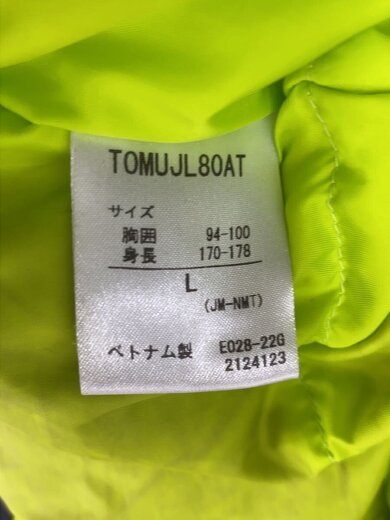 TOMUJL80AT
サイズ
胸囲 94-100
身長 170-178
L
(JM-NMT)
ベトナム製 E028-22G
2124123